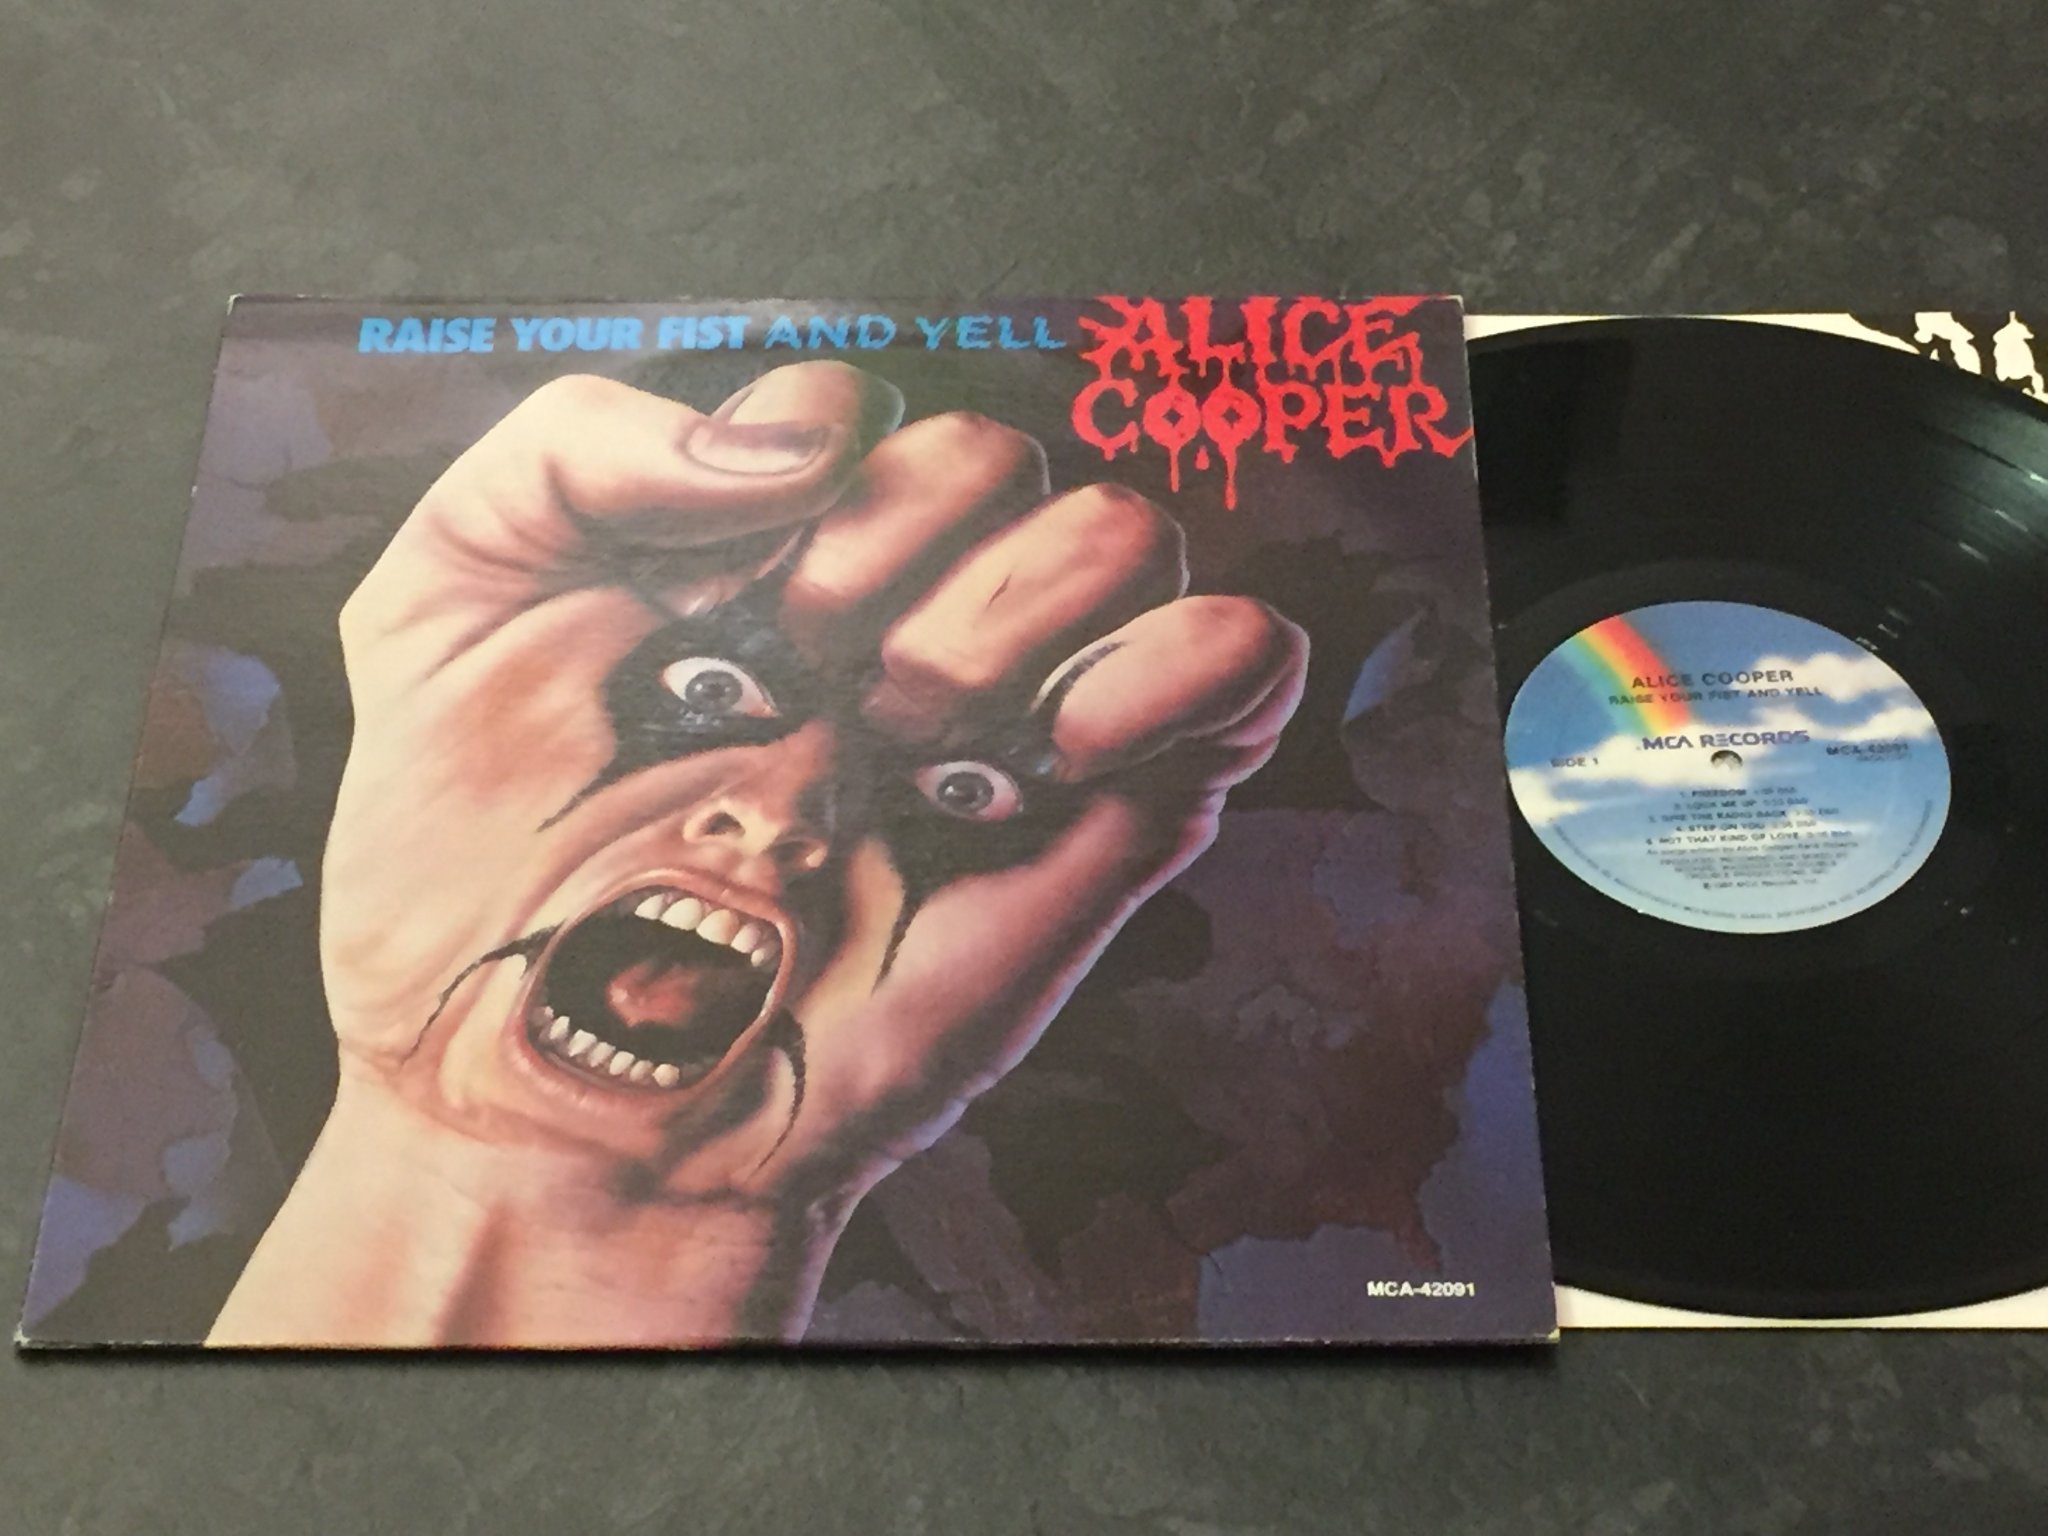 RAISE YOUR FIST AND YELL
ALICE
COOPER
MCA-42091
ALICE COOPER
RAISE YOUR FIST AND YELL
MCA RECORDS
SIDE 1
MCA-42091
1. FREEDOM
2. LOCK ME UP
3. GIVE THE RADIO BACK
4. STEP ON YOU
5. NOT THAT KIND OF LOVE